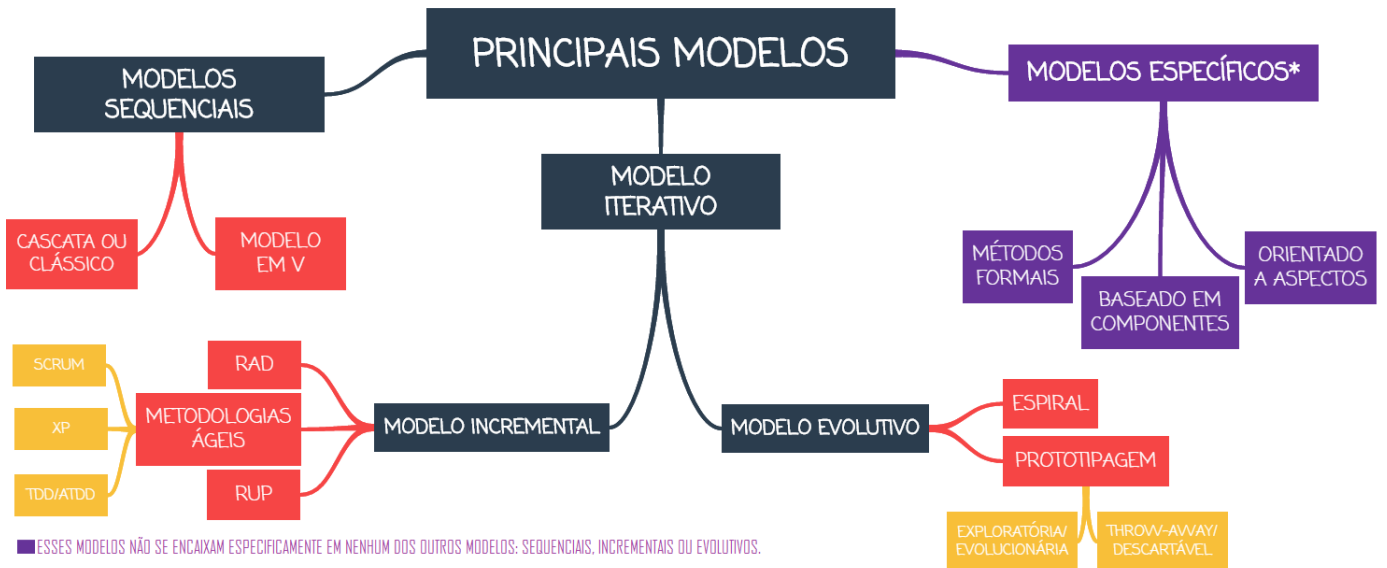 PRINCIPAIS MODELOS
MODELOS
SEQUENCIAIS
MODELOS ESPECÍFICOS*
MODELO
ITERATIVO
CASCATA OU
CLÁSSICO
MODELO
EM V
MÉTODOS
FORMAIS
BASEADO EM
COMPONENTES
ORIENTADO
A ASPECTOS
SCRUM
XP
TDD/ATDD
RAD
METODOLOGIAS
ÁGEIS
RUP
MODELO INCREMENTAL
MODELO EVOLUTIVO
ESPIRAL
PROTOTIPAGEM
EXPLORATÓRIA/
EVOLUCIONÁRIA
THROW-AWAY/
DESCARTÁVEL
ESSES MODELOS NÃO SE ENCAIXAM ESPECIFICAMENTE EM NENHUM DOS OUTROS MODELOS: SEQUENCIAIS, INCREMENTAIS OU EVOLUTIVOS.